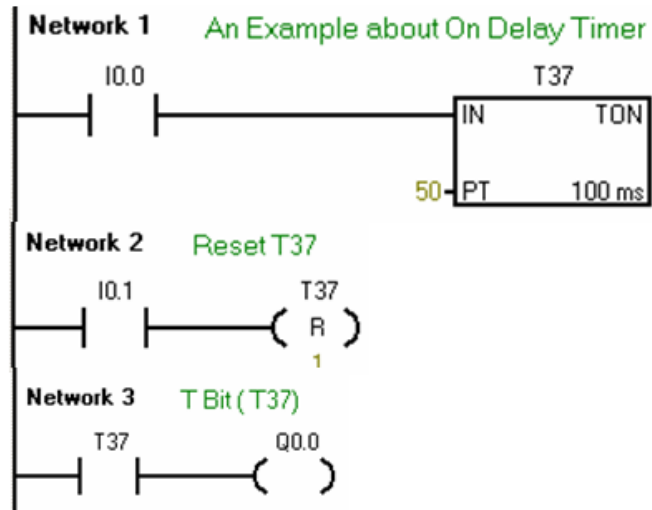 Network 1 An Example about On Delay Timer
I0.0 T37
IN TON
50 PT 100 ms
Network 2 Reset T37
I0.1 T37
R
1
Network 3 T Bit ( T37)
T37 Q0.0